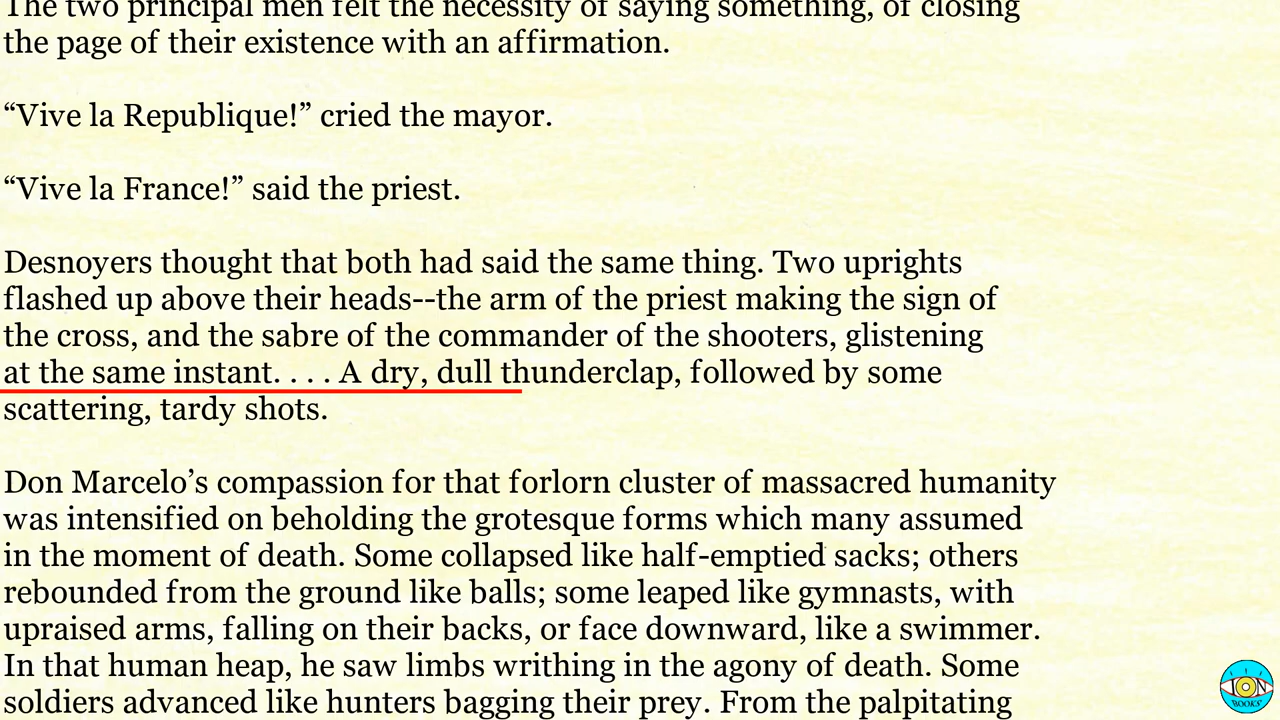 The two principal men felt the necessity of saying something, of closing
the page of their existence with an affirmation.
“Vive la Republique!” cried the mayor.
“Vive la France!” said the priest.
Desnoyers thought that both had said the same thing. Two uprights
flashed up above their heads--the arm of the priest making the sign of
the cross, and the sabre of the commander of the shooters, glistening
at the same instant. . . . A dry, dull thunderclap, followed by some
scattering, tardy shots.
Don Marcelo’s compassion for that forlorn cluster of massacred humanity
was intensified on beholding the grotesque forms which many assumed
in the moment of death. Some collapsed like half-emptied sacks; others
rebounded from the ground like balls; some leaped like gymnasts, with
upraised arms, falling on their backs, or face downward, like a swimmer.
In that human heap, he saw limbs writhing in the agony of death. Some
soldiers advanced like hunters bagging their prey. From the palpitating
ION
BOOKS